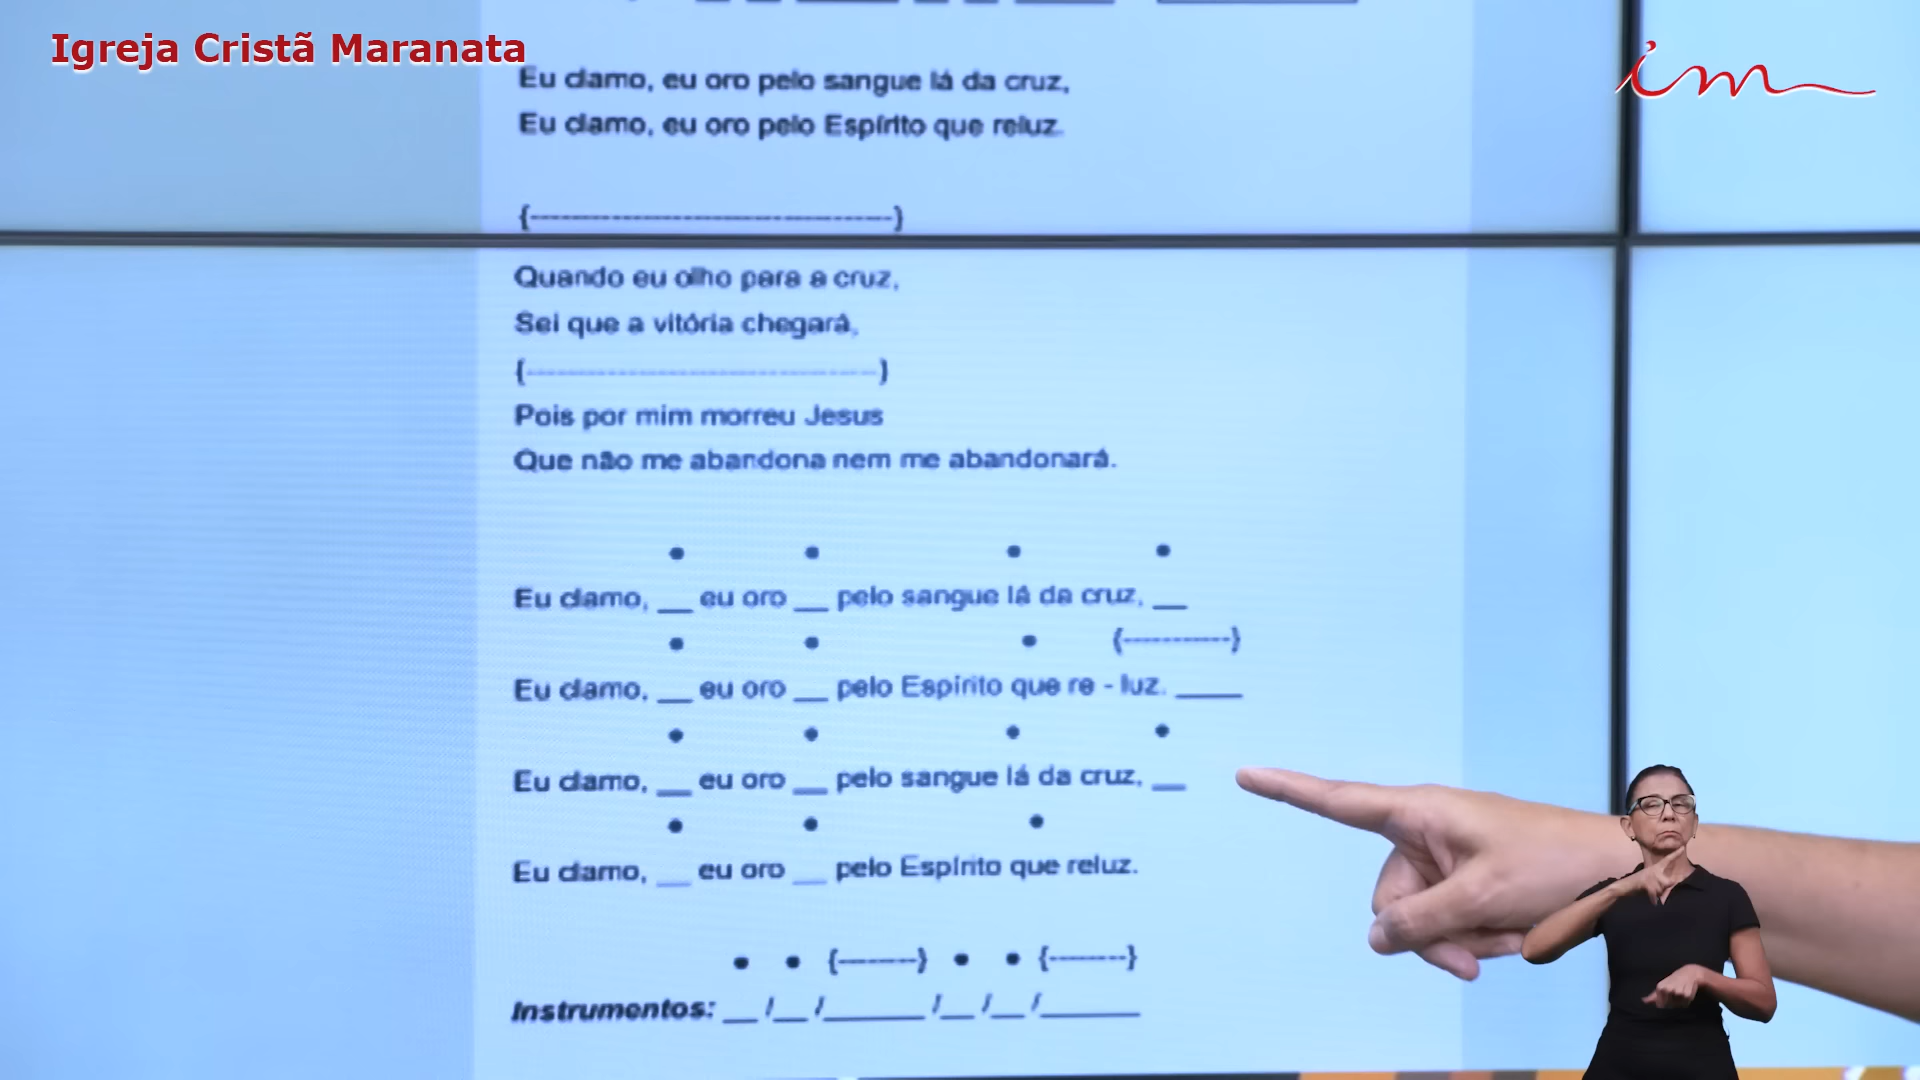 Igreja Cristã Maranata
im
Eu clamo, eu oro pelo sangue lá da cruz,
Eu clamo, eu oro pelo Espírito que reluz.
{-----------------------------------}
Quando eu olho para a cruz,
Sei que a vitória chegará,
{-----------------------------------}
Pois por mim morreu Jesus
Que não me abandona nem me abandonará.
• • • •
Eu clamo, __ eu oro __ pelo sangue lá da cruz, __
• • • {-----------}
Eu clamo, __ eu oro __ pelo Espírito que re - luz. ____
• • • •
Eu clamo, __ eu oro __ pelo sangue lá da cruz, __
• • •
Eu clamo, __ eu oro __ pelo Espírito que reluz.
• • {--------} • • {--------}
Instrumentos: __ /__ /______ /__ /__ /______